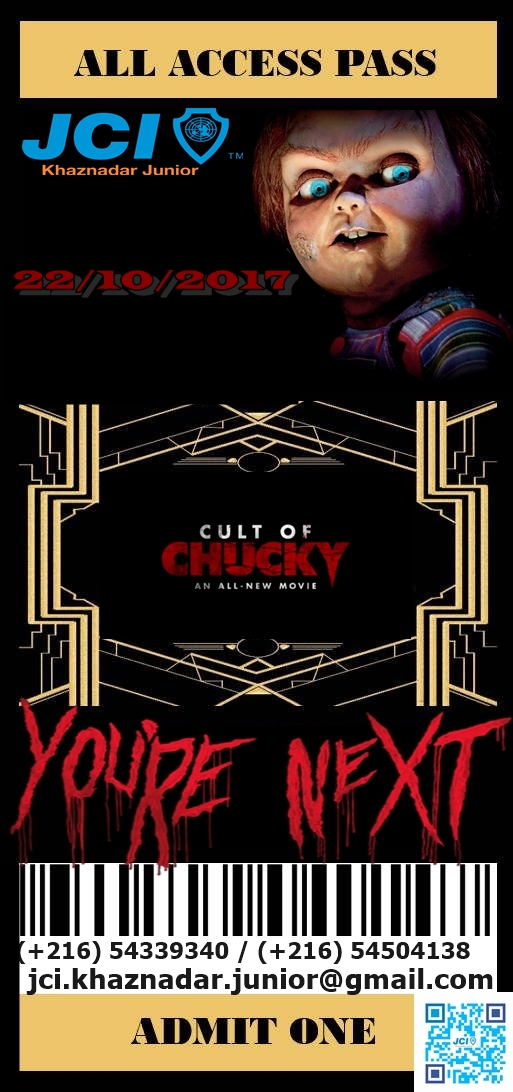 ALL ACCESS PASS
JCI TM
Khaznadar Junior
22/10/2017
CULT OF
CHUCKY
AN ALL-NEW MOVIE
YOU'RE NEXT
(+216) 54339340 / (+216) 54504138
jci.khaznadar.junior@gmail.com
ADMIT ONE
JCI